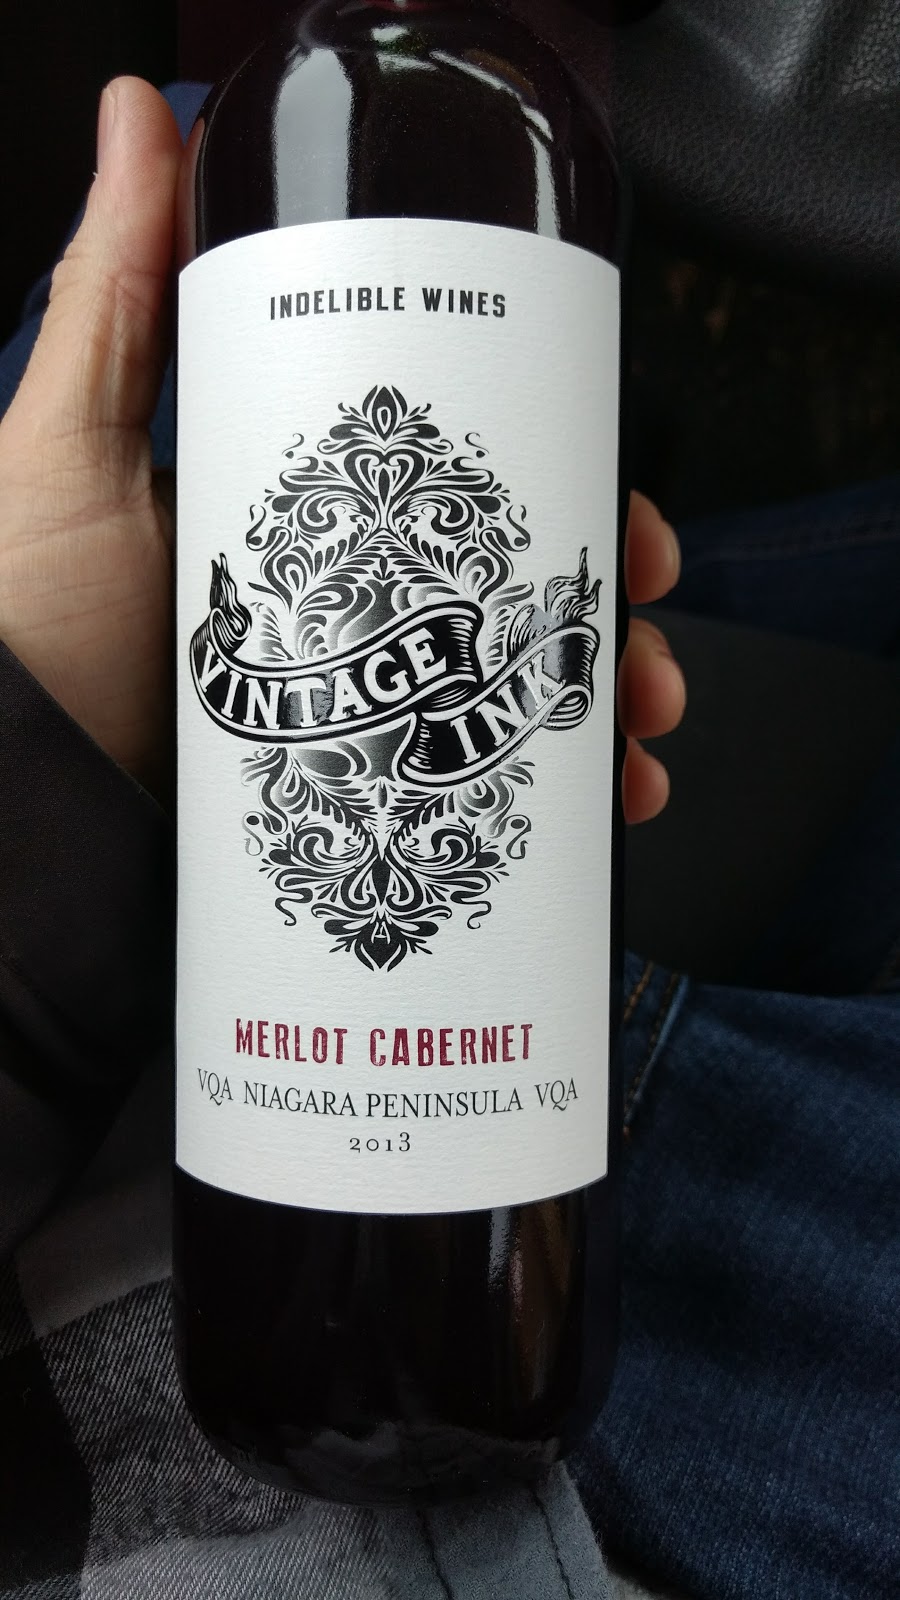 INDELIBLE WINES
VINTAGE
INK
MERLOT CABERNET
VQA NIAGARA PENINSULA VQA
2013